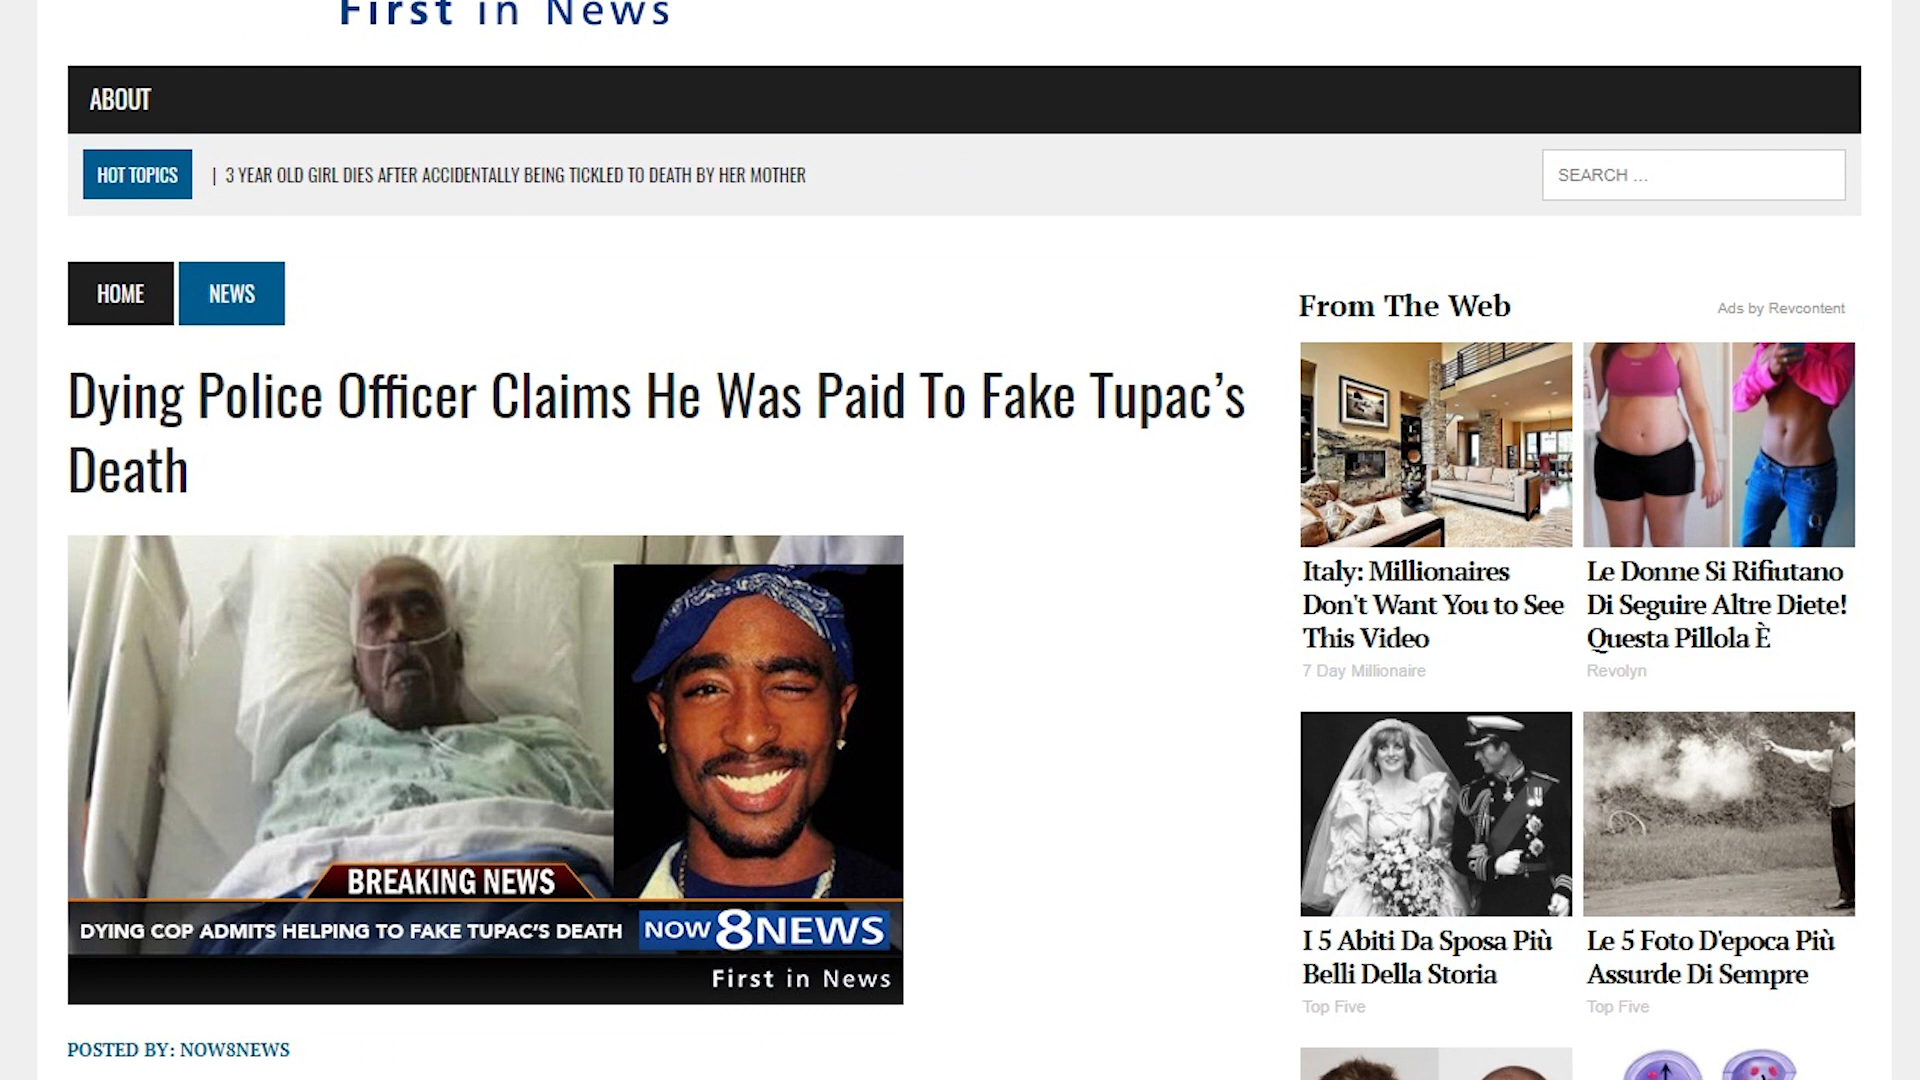 First in News
ABOUT
HOT TOPICS
| 3 YEAR OLD GIRL DIES AFTER ACCIDENTALLY BEING TICKLED TO DEATH BY HER MOTHER
SEARCH ...
HOME
NEWS
Dying Police Officer Claims He Was Paid To Fake Tupac’s
Death
BREAKING NEWS
DYING COP ADMITS HELPING TO FAKE TUPAC’S DEATH
NOW8NEWS
First in News
POSTED BY: NOW8NEWS
From The Web
Ads by Revcontent
Italy: Millionaires
Don't Want You to See
This Video
7 Day Millionaire
Le Donne Si Rifiutano
Di Seguire Altre Diete!
Questa Pillola È
Revolyn
I 5 Abiti Da Sposa Più
Belli Della Storia
Top Five
Le 5 Foto D'epoca Più
Assurde Di Sempre
Top Five